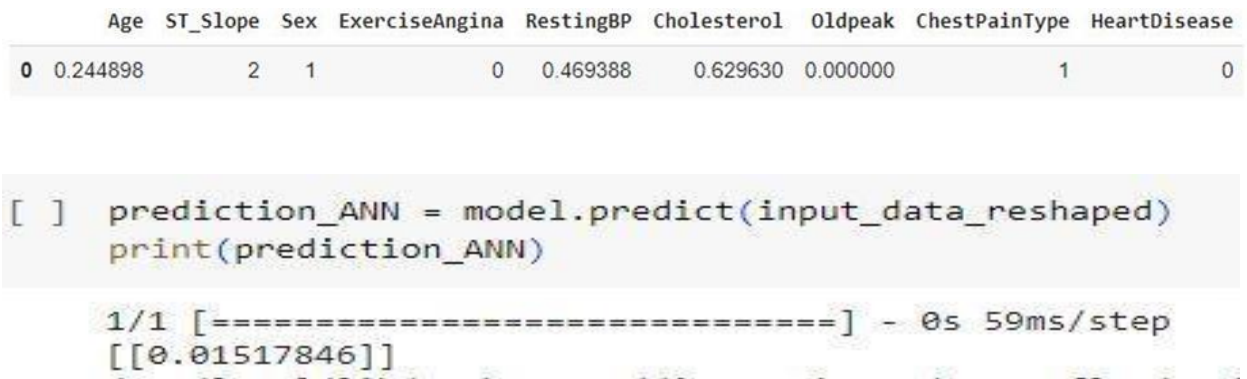 Age ST_Slope Sex ExerciseAngina RestingBP Cholesterol Oldpeak ChestPainType HeartDisease
0 0.244898 2 1 0 0.469388 0.629630 0.000000 1 0
[ ] prediction_ANN = model.predict(input_data_reshaped)
print(prediction_ANN)
1/1 [==============================] - 0s 59ms/step
[[0.01517846]]